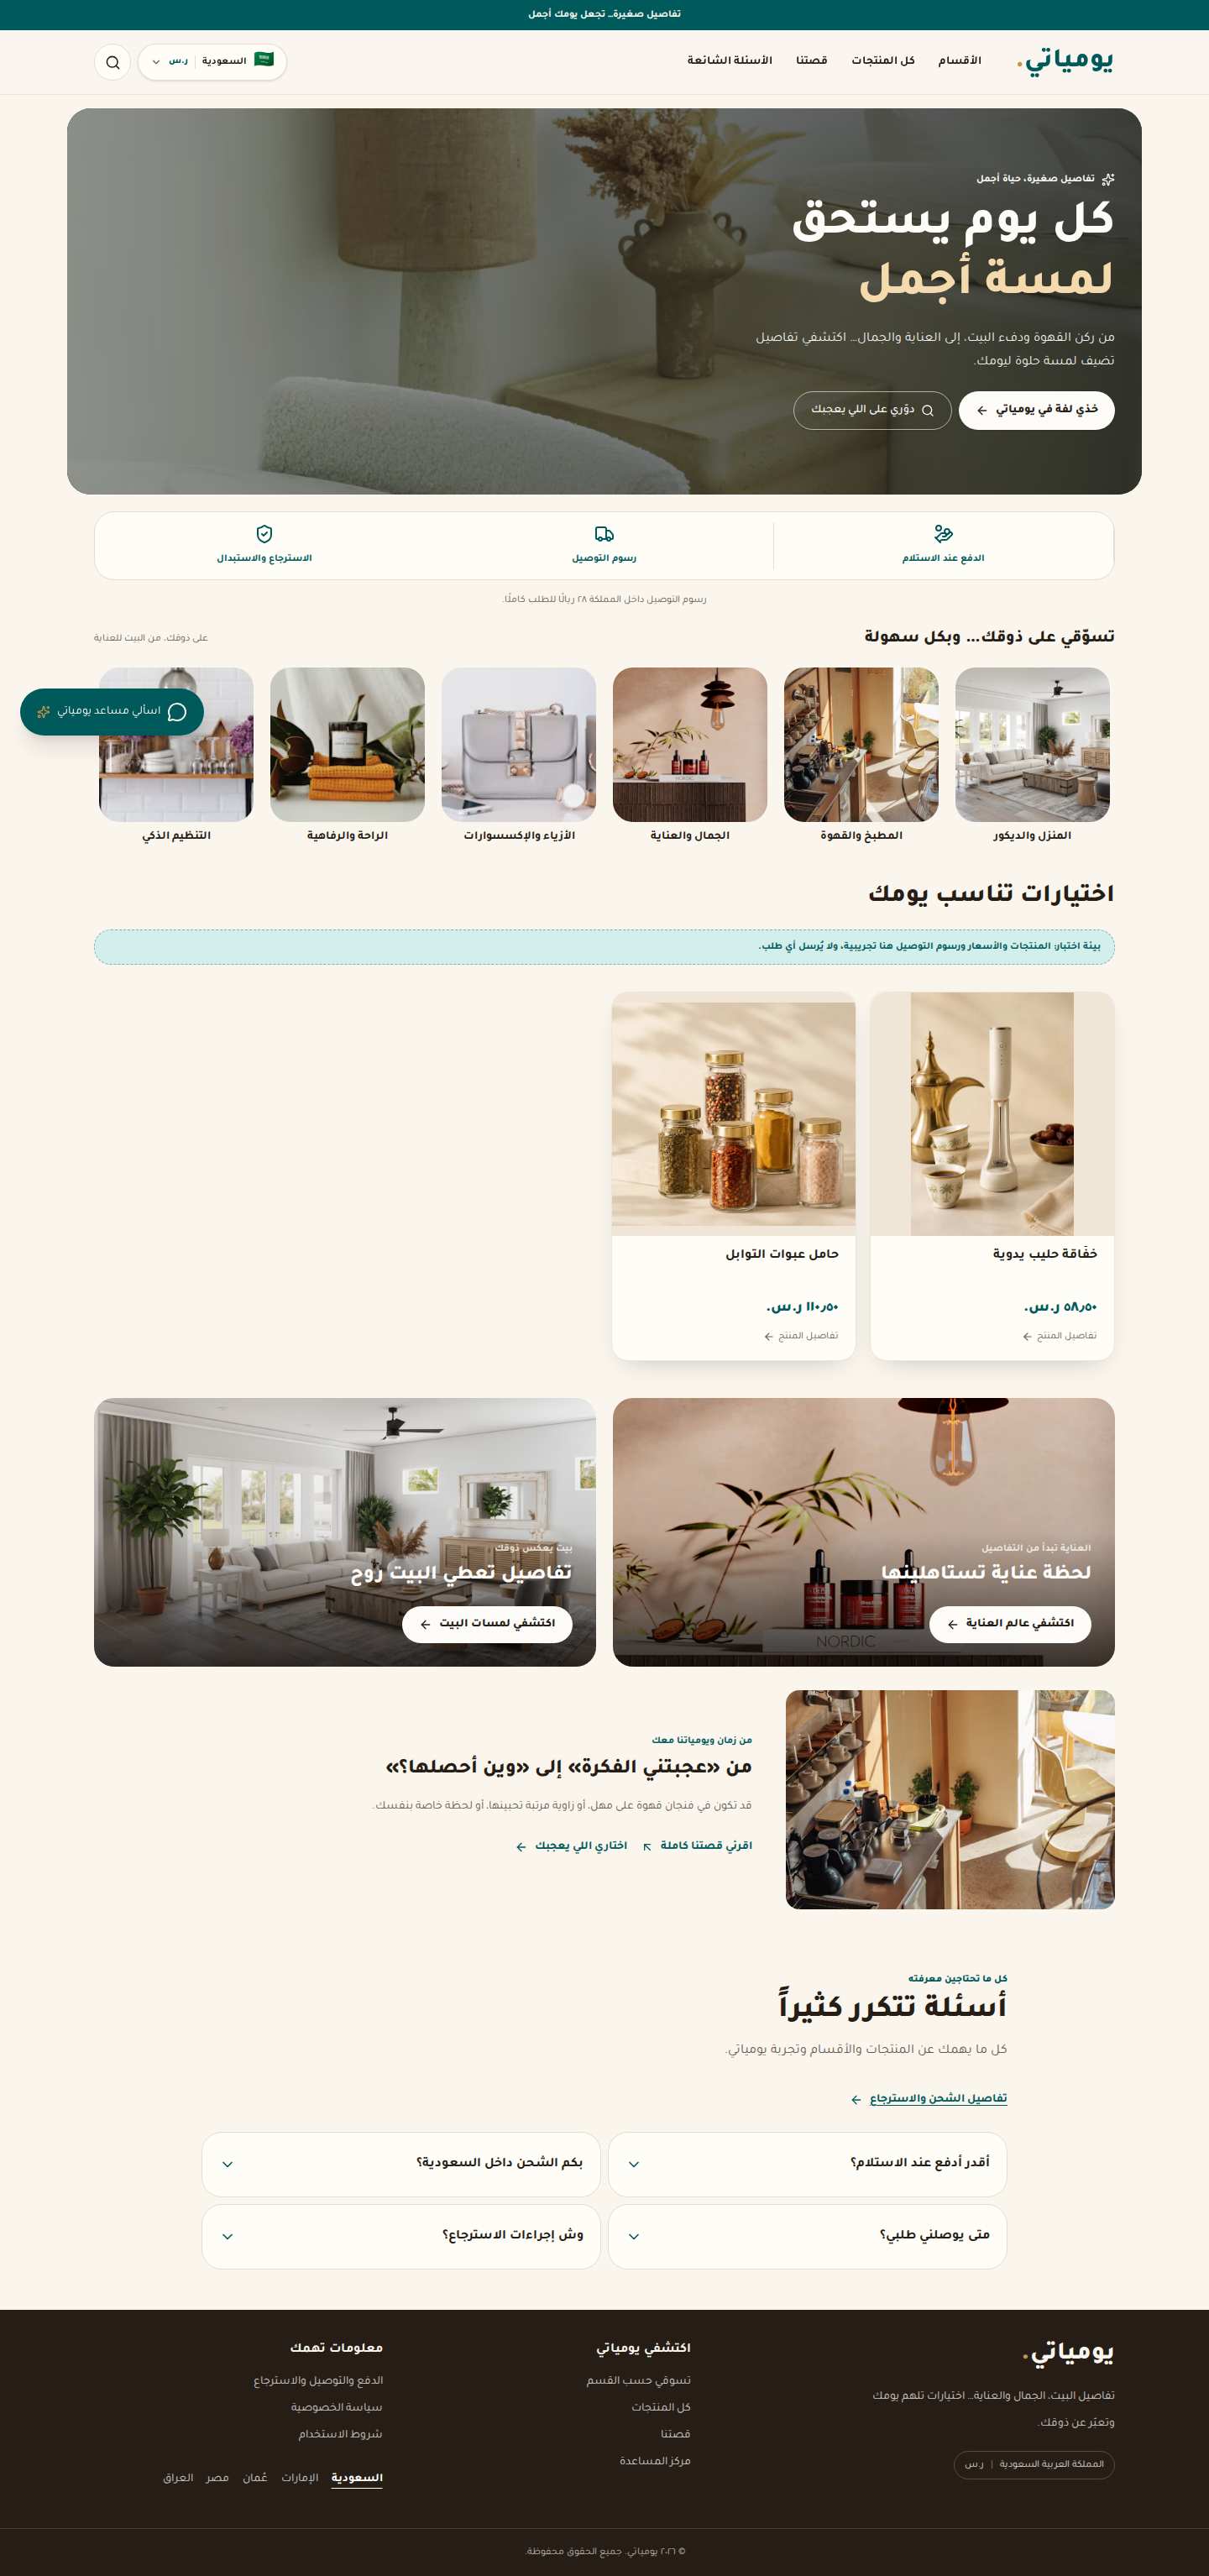 تفاصيل صغيرة… تجعل يومك أجمل
يومياتي.
الأقسام
كل المنتجات
قصتنا
الأسئلة الشائعة
السعودية
ر.س
تفاصيل صغيرة، حياة أجمل
كل يوم يستحق
لمسة أجمل
من ركن القهوة ودفء البيت، إلى العناية والجمال… اكتشفي تفاصيل
تضيف لمسة حلوة ليومك.
خذي لفة في يومياتي
دوّري على اللي يعجبك
الدفع عند الاستلام
رسوم التوصيل
الاسترجاع والاستبدال
رسوم التوصيل داخل المملكة ٢٨ ريالًا للطلب كاملًا.
تسوّقي على ذوقك… وبكل سهولة
على ذوقك، من البيت للعناية
اسألي مساعد يومياتي
NORDIC
المنزل والديكور
المطبخ والقهوة
الجمال والعناية
الأزياء والإكسسوارات
الراحة والرفاهية
التنظيم الذكي
اختيارات تناسب يومك
بيئة اختبار: المنتجات والأسعار ورسوم التوصيل هنا تجريبية، ولا يُرسل أي طلب.
خفّاقة حليب يدوية
٥٨٫٥٠ ر.س.
تفاصيل المنتج
حامل عبوات التوابل
١١٠٫٥٠ ر.س.
تفاصيل المنتج
العناية تبدأ من التفاصيل
لحظة عناية تستاهلينها
اكتشفي عالم العناية
NORDIC
بيت يعكس ذوقك
تفاصيل تعطي البيت روح
اكتشفي لمسات البيت
من زمان ويومياتنا معك
من «عجبتني الفكرة» إلى «وين أحصلها؟»
قد تكون في فنجان قهوة على مهل، أو زاوية مرتبة تحبينها، أو لحظة خاصة بنفسك.
اقرئي قصتنا كاملة
اختاري اللي يعجبك
كل ما تحتاجين معرفته
أسئلة تتكرر كثيراً
كل ما يهمك عن المنتجات والأقسام وتجربة يومياتي.
تفاصيل الشحن والاسترجاع
أقدر أدفع عند الاستلام؟
بكم الشحن داخل السعودية؟
متى يوصلني طلبي؟
وش إجراءات الاسترجاع؟
يومياتي.
تفاصيل البيت، الجمال والعناية… اختيارات تلهم يومك
وتعبّر عن ذوقك.
المملكة العربية السعودية | ر.س
اكتشفي يومياتي
تسوقي حسب القسم
كل المنتجات
قصتنا
مركز المساعدة
معلومات تهمك
الدفع والتوصيل والاسترجاع
سياسة الخصوصية
شروط الاستخدام
السعودية
الإمارات
عُمان
مصر
العراق
© ٢٠٢٦ يومياتي. جميع الحقوق محفوظة.